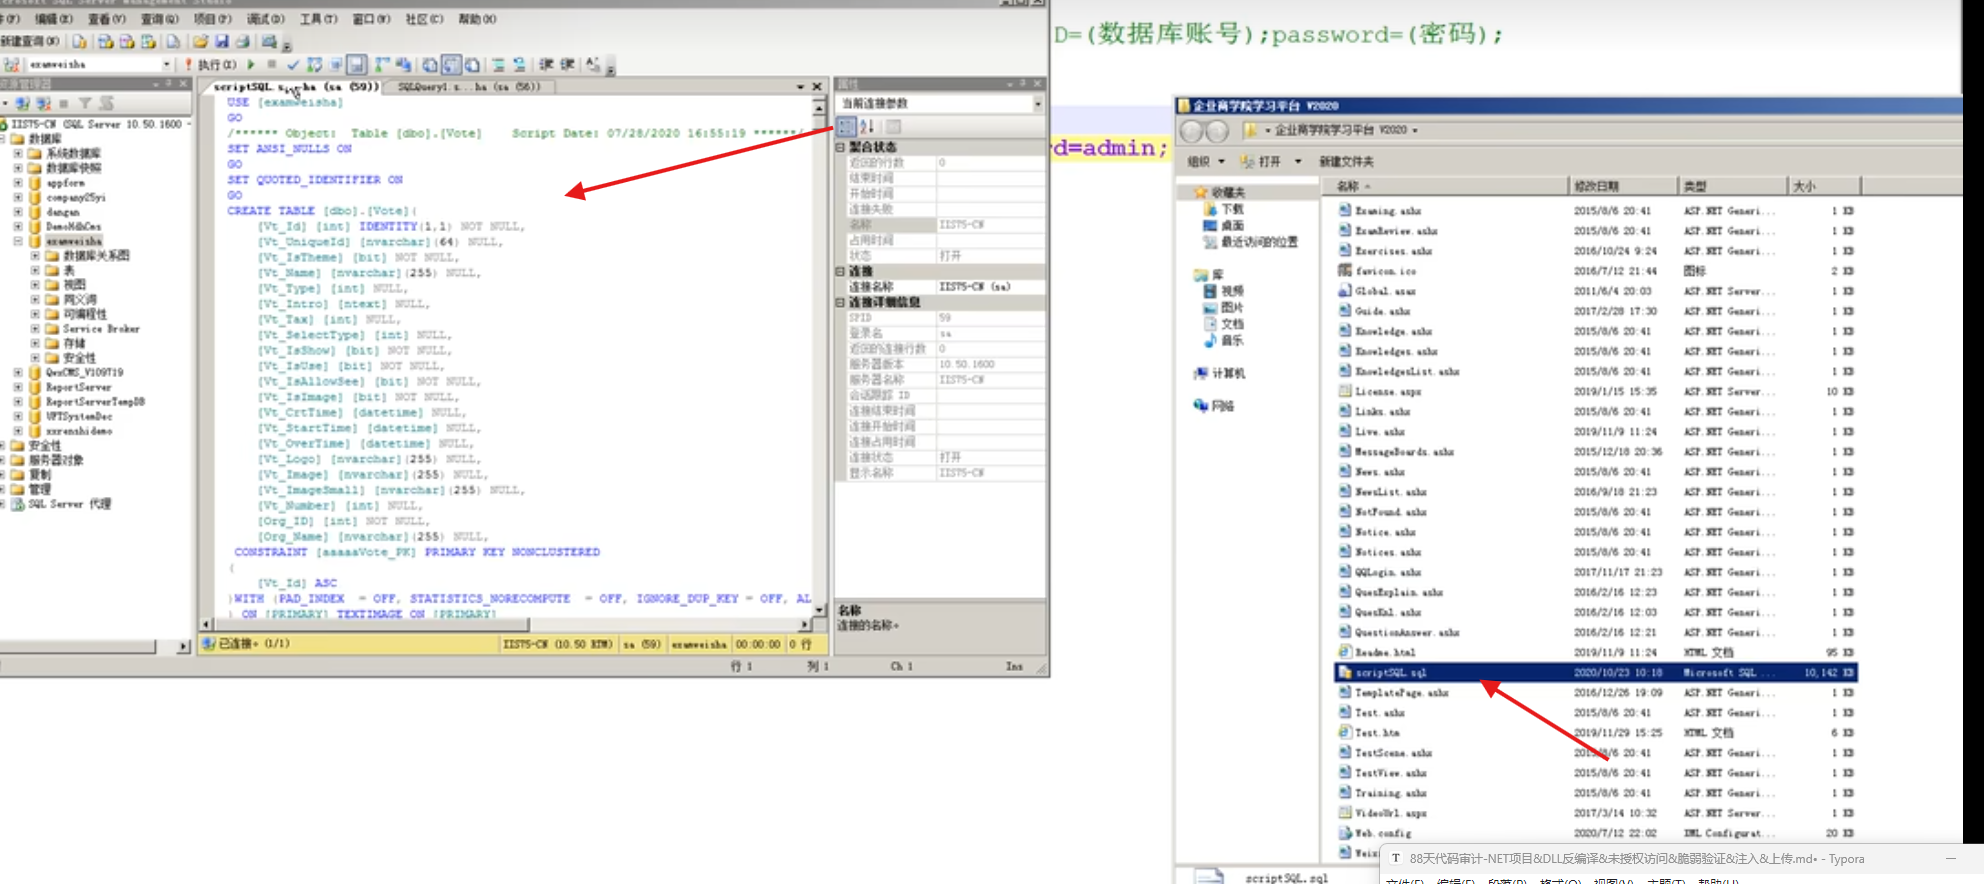 编辑(E) 查看(V) 查询(Q) 项目(P) 调试(D) 工具(T) 窗口(W) 社区(C) 帮助(H)
新建查询(N)
examweisha 执行(X)
scriptSQL.s...ha (sa (59)) SQLQuery1.s...ha (sa (56))
IIS75-CN (SQL Server 10.50.1600 -
数据库
系统数据库
数据库快照
appform
company25yi
dangan
examweisha
数据库关系图
表
视图
同义词
可编程性
Service Broker
存储
安全性
ReportServer
ReportServerTempDB
安全性
服务器对象
复制
管理
SQL Server 代理
USE [examweisha]
GO
/****** Object:  Table [dbo].[Vote]    Script Date: 07/28/2020 16:55:19 ******/
SET ANSI_NULLS ON
GO
SET QUOTED_IDENTIFIER ON
GO
CREATE TABLE [dbo].[Vote](
[Vt_Id] [int] IDENTITY(1,1) NOT NULL,
[Vt_UniqueId] [nvarchar](64) NULL,
[Vt_IsTheme] [bit] NOT NULL,
[Vt_Name] [nvarchar](255) NULL,
[Vt_Type] [int] NULL,
[Vt_Intro] [ntext] NULL,
[Vt_Tax] [int] NULL,
[Vt_SelectType] [int] NULL,
[Vt_IsShow] [bit] NOT NULL,
[Vt_IsUse] [bit] NOT NULL,
[Vt_IsAllowSee] [bit] NOT NULL,
[Vt_IsImage] [bit] NOT NULL,
[Vt_CrtTime] [datetime] NULL,
[Vt_StartTime] [datetime] NULL,
[Vt_OverTime] [datetime] NULL,
[Vt_Logo] [nvarchar](255) NULL,
[Vt_Image] [nvarchar](255) NULL,
[Vt_ImageSmall] [nvarchar](255) NULL,
[Vt_Number] [int] NULL,
[Org_ID] [int] NOT NULL,
[Org_Name] [nvarchar](255) NULL,
CONSTRAINT [aaaaaVote_PK] PRIMARY KEY NONCLUSTERED
(
[Vt_Id] ASC
)WITH (PAD_INDEX  = OFF, STATISTICS_NORECOMPUTE  = OFF, IGNORE_DUP_KEY = OFF, AL
) ON [PRIMARY] TEXTIMAGE ON [PRIMARY]
已连接。(1/1) IIS75-CN (10.50 RTM) sa (59) examweisha 00:00:00 0 行
行 1 列 1 Ch 1 Ins
属性
当前连接参数
聚合状态
返回的行数 0
结束时间
开始时间
连接失败
名称 IIS75-CN
占用时间
状态 打开
连接
连接名称 IIS75-CN (sa)
连接详细信息
SPID 59
登录名 sa
返回的连接行数 0
服务器版本 10.50.1600
服务器名称 IIS75-CN
会话跟踪 ID
连接结束时间
连接开始时间
连接占用时间
连接状态 打开
显示名称 IIS75-CN
名称
连接的名称。
D=(数据库账号);password=(密码);
d=admin;
企业商学院学习平台 V2020
企业商学院学习平台 V2020
组织 打开 新建文件夹
收藏夹
下载
桌面
最近访问的位置
库
视频
图片
文档
音乐
计算机
网络
名称 修改日期 类型 大小
Examing.ashx 2015/8/6 20:41 ASP.NET Generi... 1 KB
ExamReview.ashx 2015/8/6 20:41 ASP.NET Generi... 1 KB
Exercises.ashx 2016/10/24 9:24 ASP.NET Generi... 1 KB
favicon.ico 2016/7/12 21:44 图标 2 KB
Global.asax 2011/6/4 20:03 ASP.NET Server... 1 KB
Guide.ashx 2017/2/28 17:30 ASP.NET Generi... 1 KB
Knowledge.ashx 2015/8/6 20:41 ASP.NET Generi... 1 KB
Knowledges.ashx 2015/8/6 20:41 ASP.NET Generi... 1 KB
KnowledgesList.ashx 2015/8/6 20:41 ASP.NET Generi... 1 KB
License.aspx 2019/1/15 15:35 ASP.NET Server... 10 KB
Links.ashx 2015/8/6 20:41 ASP.NET Generi... 1 KB
Live.ashx 2019/11/9 11:24 ASP.NET Generi... 1 KB
MessageBoards.ashx 2015/12/18 20:36 ASP.NET Generi... 1 KB
News.ashx 2015/8/6 20:41 ASP.NET Generi... 1 KB
NewsList.ashx 2016/9/18 21:23 ASP.NET Generi... 1 KB
NotFound.ashx 2015/8/6 20:41 ASP.NET Generi... 1 KB
Notice.ashx 2015/8/6 20:41 ASP.NET Generi... 1 KB
Notices.ashx 2015/8/6 20:41 ASP.NET Generi... 1 KB
QQLogin.ashx 2017/11/17 21:23 ASP.NET Generi... 1 KB
QuesExplain.ashx 2016/2/16 12:23 ASP.NET Generi... 1 KB
QuesKnl.ashx 2016/2/16 12:03 ASP.NET Generi... 1 KB
QuestionAnswer.ashx 2016/2/16 12:21 ASP.NET Generi... 1 KB
Readme.html 2019/11/9 11:24 HTML 文档 95 KB
scriptSQL.sql 2020/10/23 10:18 Microsoft SQL ... 10,142 KB
TemplatePage.ashx 2016/12/26 19:09 ASP.NET Generi... 1 KB
Test.ashx 2015/8/6 20:41 ASP.NET Generi... 1 KB
Test.htm 2019/11/29 15:25 HTML 文档 6 KB
TestScene.ashx 2015/8/6 20:41 ASP.NET Generi... 1 KB
TestView.ashx 2015/8/6 20:41 ASP.NET Generi... 1 KB
Training.ashx 2015/8/6 20:41 ASP.NET Generi... 1 KB
VideoUrl.aspx 2017/3/14 10:32 ASP.NET Server... 1 KB
Web.config 2020/7/12 22:02 XML Configurat... 20 KB
scriptSQL.sql
88天代码审计-NET项目&DLL反编译&未授权访问&脆弱验证&注入&上传.md• - Typora
文件(F) 编辑(E) 段落(P) 格式(O) 视图(V) 主题(T) 帮助(H)